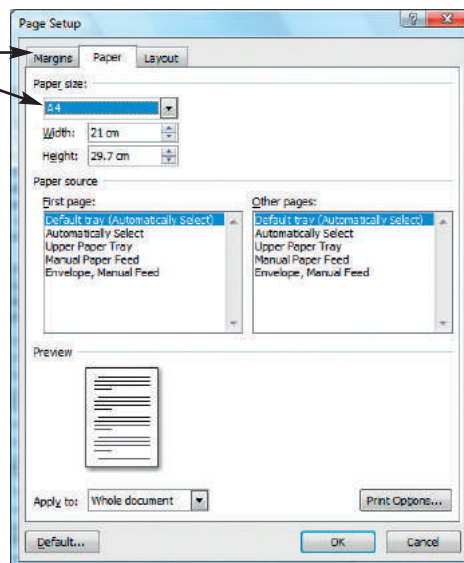 Page Setup
Margins Paper Layout
Paper size:
A4
Width: 21 cm
Height: 29.7 cm
Paper source
First page: Other pages:
Default tray (Automatically Select) Default tray (Automatically Select)
Automatically Select Automatically Select
Upper Paper Tray Upper Paper Tray
Manual Paper Feed Manual Paper Feed
Envelope, Manual Feed Envelope, Manual Feed
Preview
Apply to: Whole document Print Options...
Default... OK Cancel